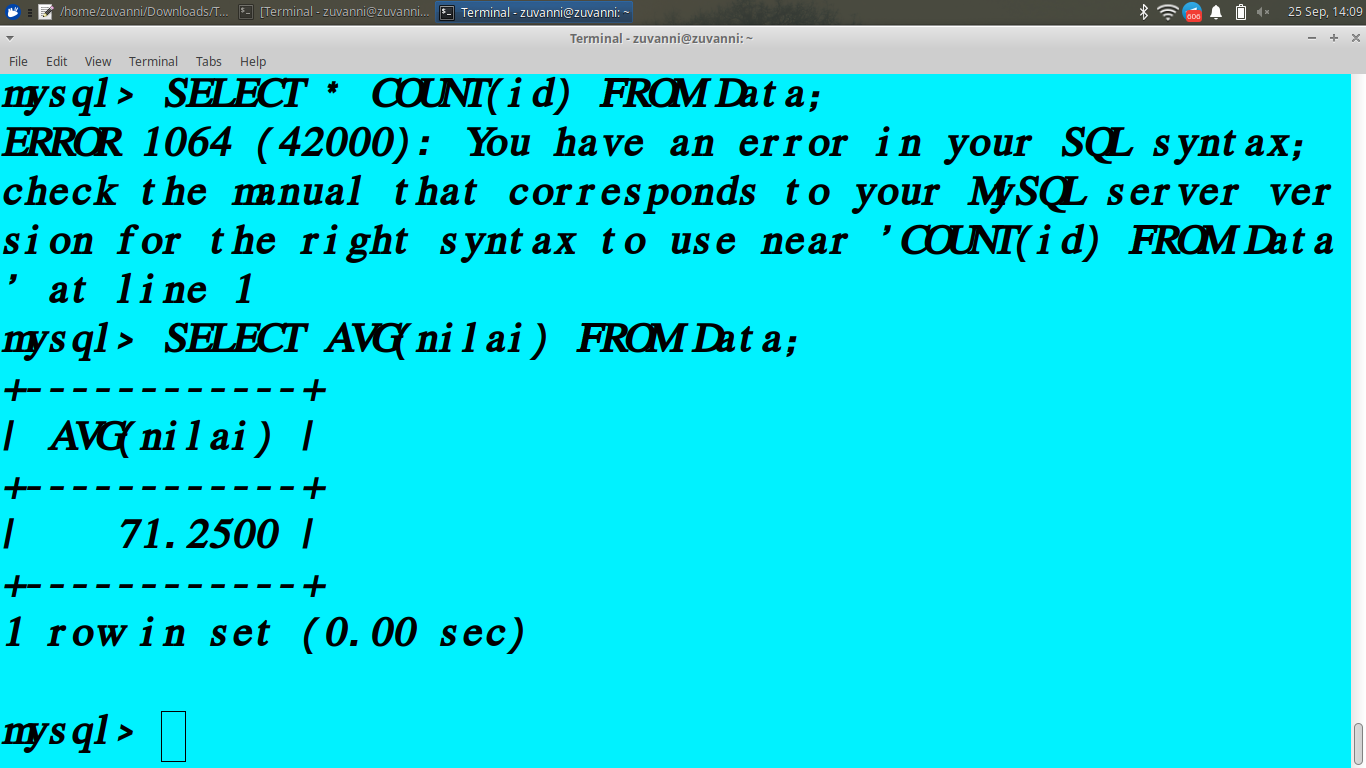 /home/zuvanni/Downloads/T... [Terminal - zuvanni@zuvanni... Terminal - zuvanni@zuvanni: ~ 606 25 Sep, 14:09
Terminal - zuvanni@zuvanni: ~
File Edit View Terminal Tabs Help
mysql> SELECT * COUNT(id) FROM Data;
ERROR 1064 (42000): You have an error in your SQL syntax;
check the manual that corresponds to your MySQL server ver
sion for the right syntax to use near 'COUNT(id) FROM Data
' at line 1
mysql> SELECT AVG(nilai) FROM Data;
+------------+
| AVG(nilai) |
+------------+
|    71.2500 |
+------------+
1 row in set (0.00 sec)
mysql>